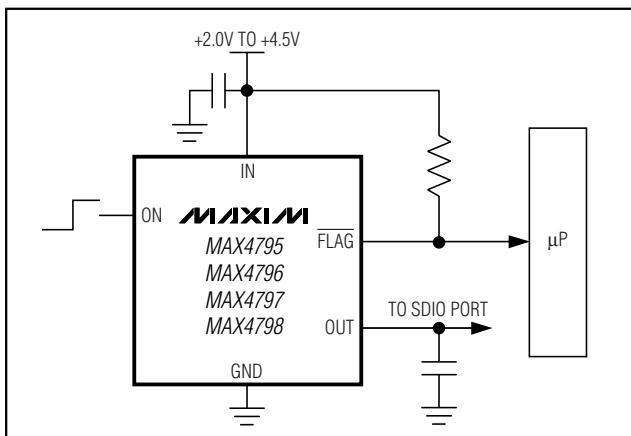 +2.0V TO +4.5V
IN
ON
MAXIM
MAX4795
MAX4796
MAX4797
MAX4798
FLAG
µP
TO SDIO PORT
OUT
GND